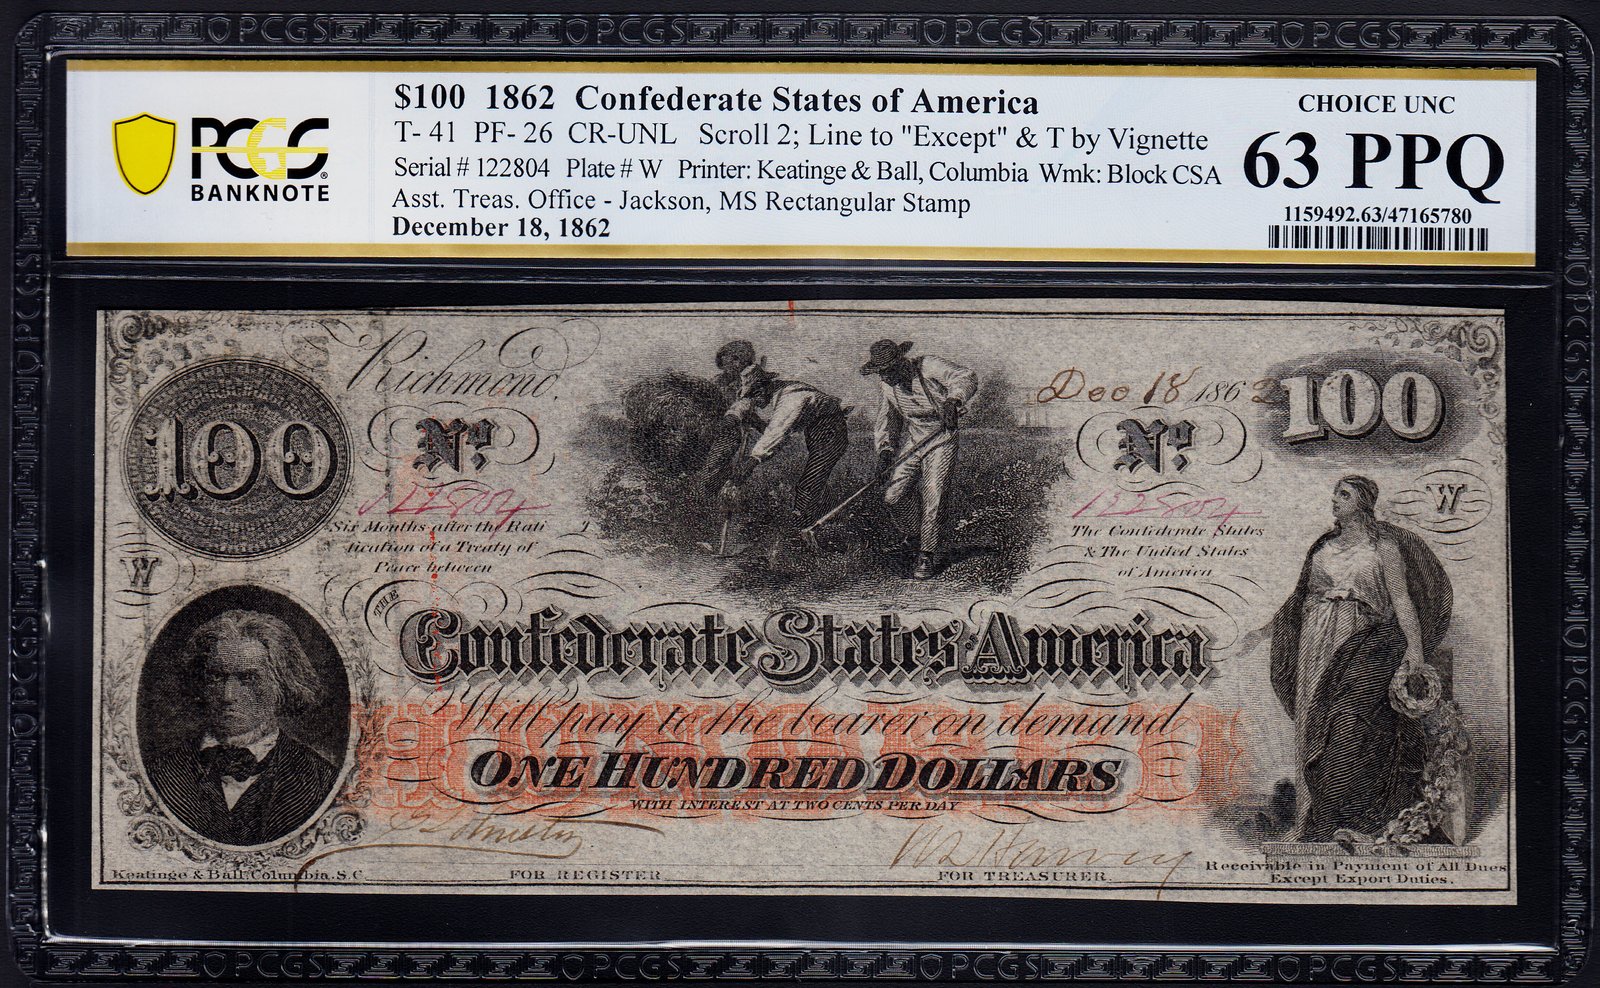 $100 1862 Confederate States of America
T- 41 PF- 26 CR-UNL Scroll 2; Line to "Except" & T by Vignette
Serial # 122804 Plate # W Printer: Keatinge & Ball, Columbia Wmk: Block CSA
Asst. Treas. Office - Jackson, MS Rectangular Stamp
December 18, 1862
PCGS
BANKNOTE
CHOICE UNC
63 PPQ
1159492.63/47165780
Richmond,
Dec 18 1862
100
100
No.
No.
122804
122804
Six Months after the Rati
T
The Confederate States
fication of a Treaty of
& The United States
Peace between
of America
W
W
THE
Confederate States America
Will pay to the bearer on demand
ONE HUNDRED DOLLARS
WITH INTEREST AT TWO CENTS PER DAY
Keatinge & Ball, Columbia, S.C.
FOR REGISTER
FOR TREASURER
Receivable in Payment of All Dues
Except Export Duties.